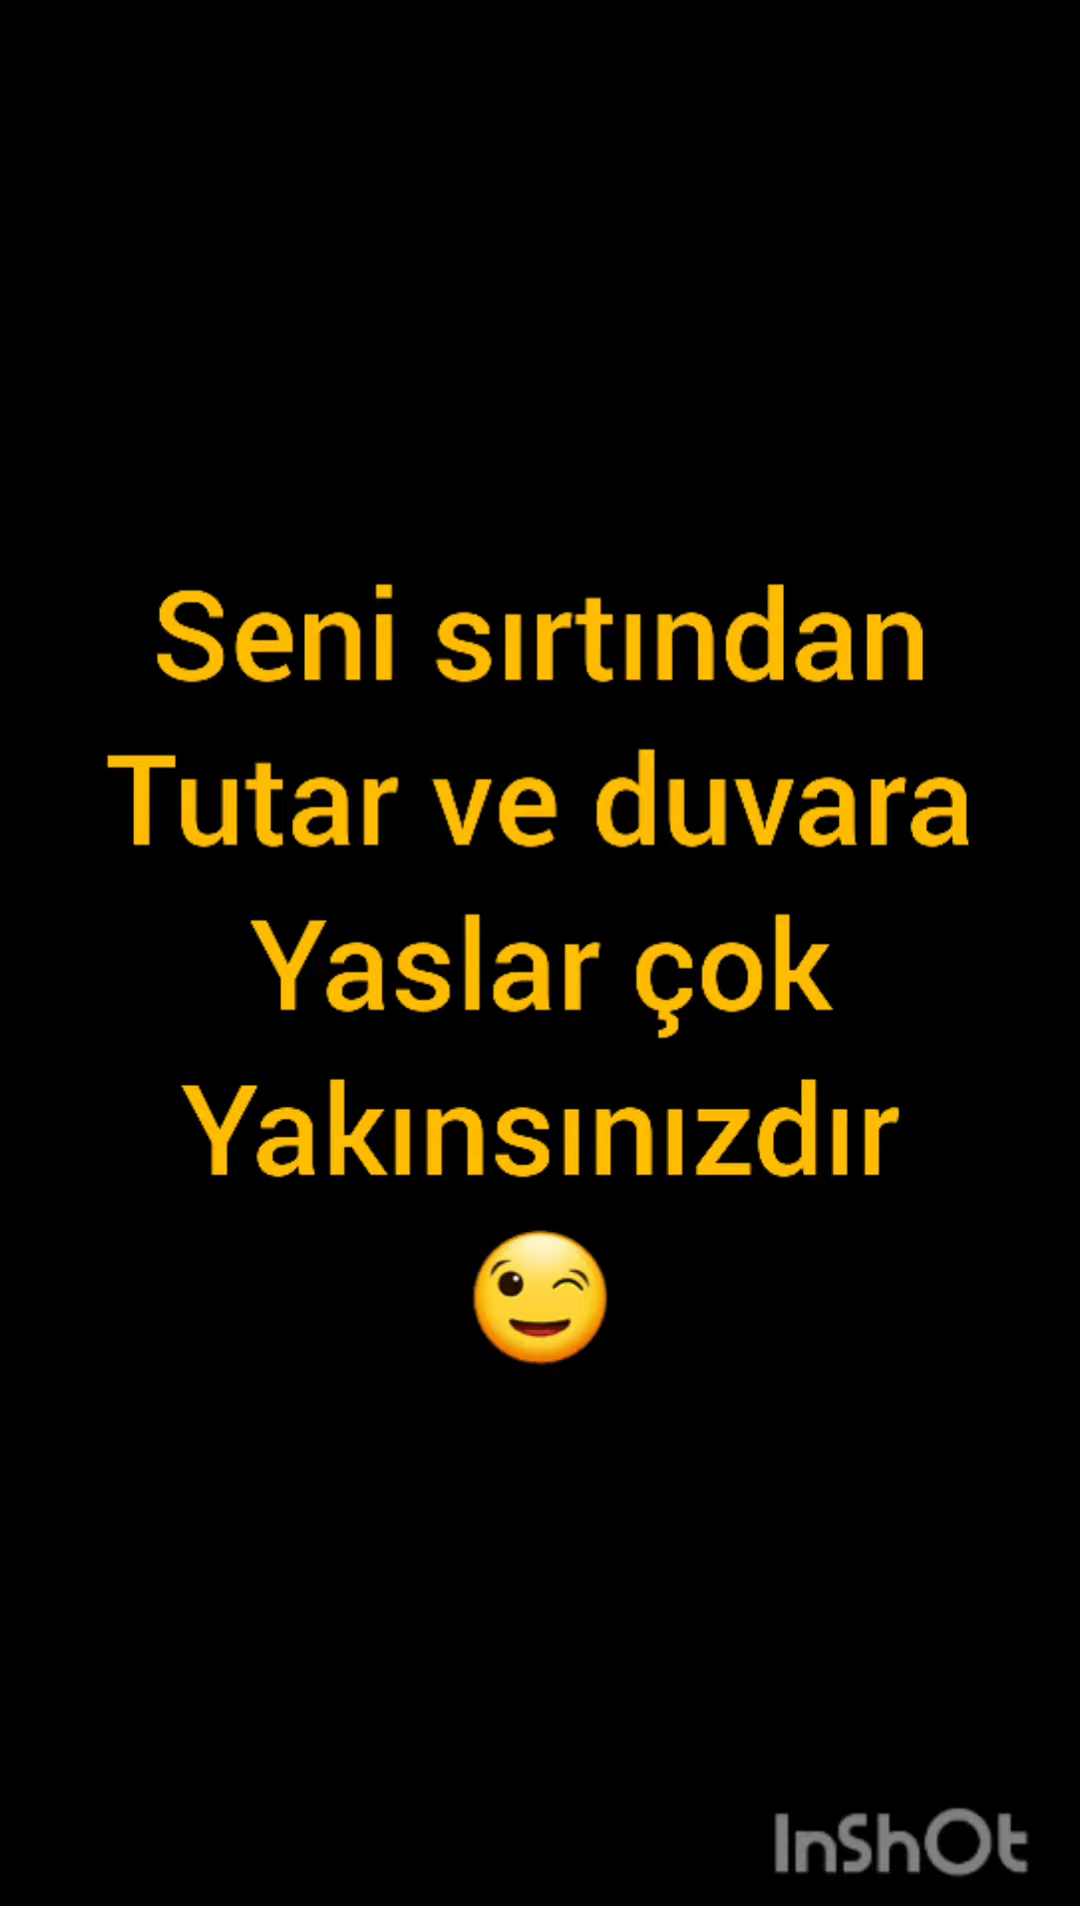 Seni sırtından
Tutar ve duvara
Yaslar çok
Yakınsınızdır
😉
InShOt